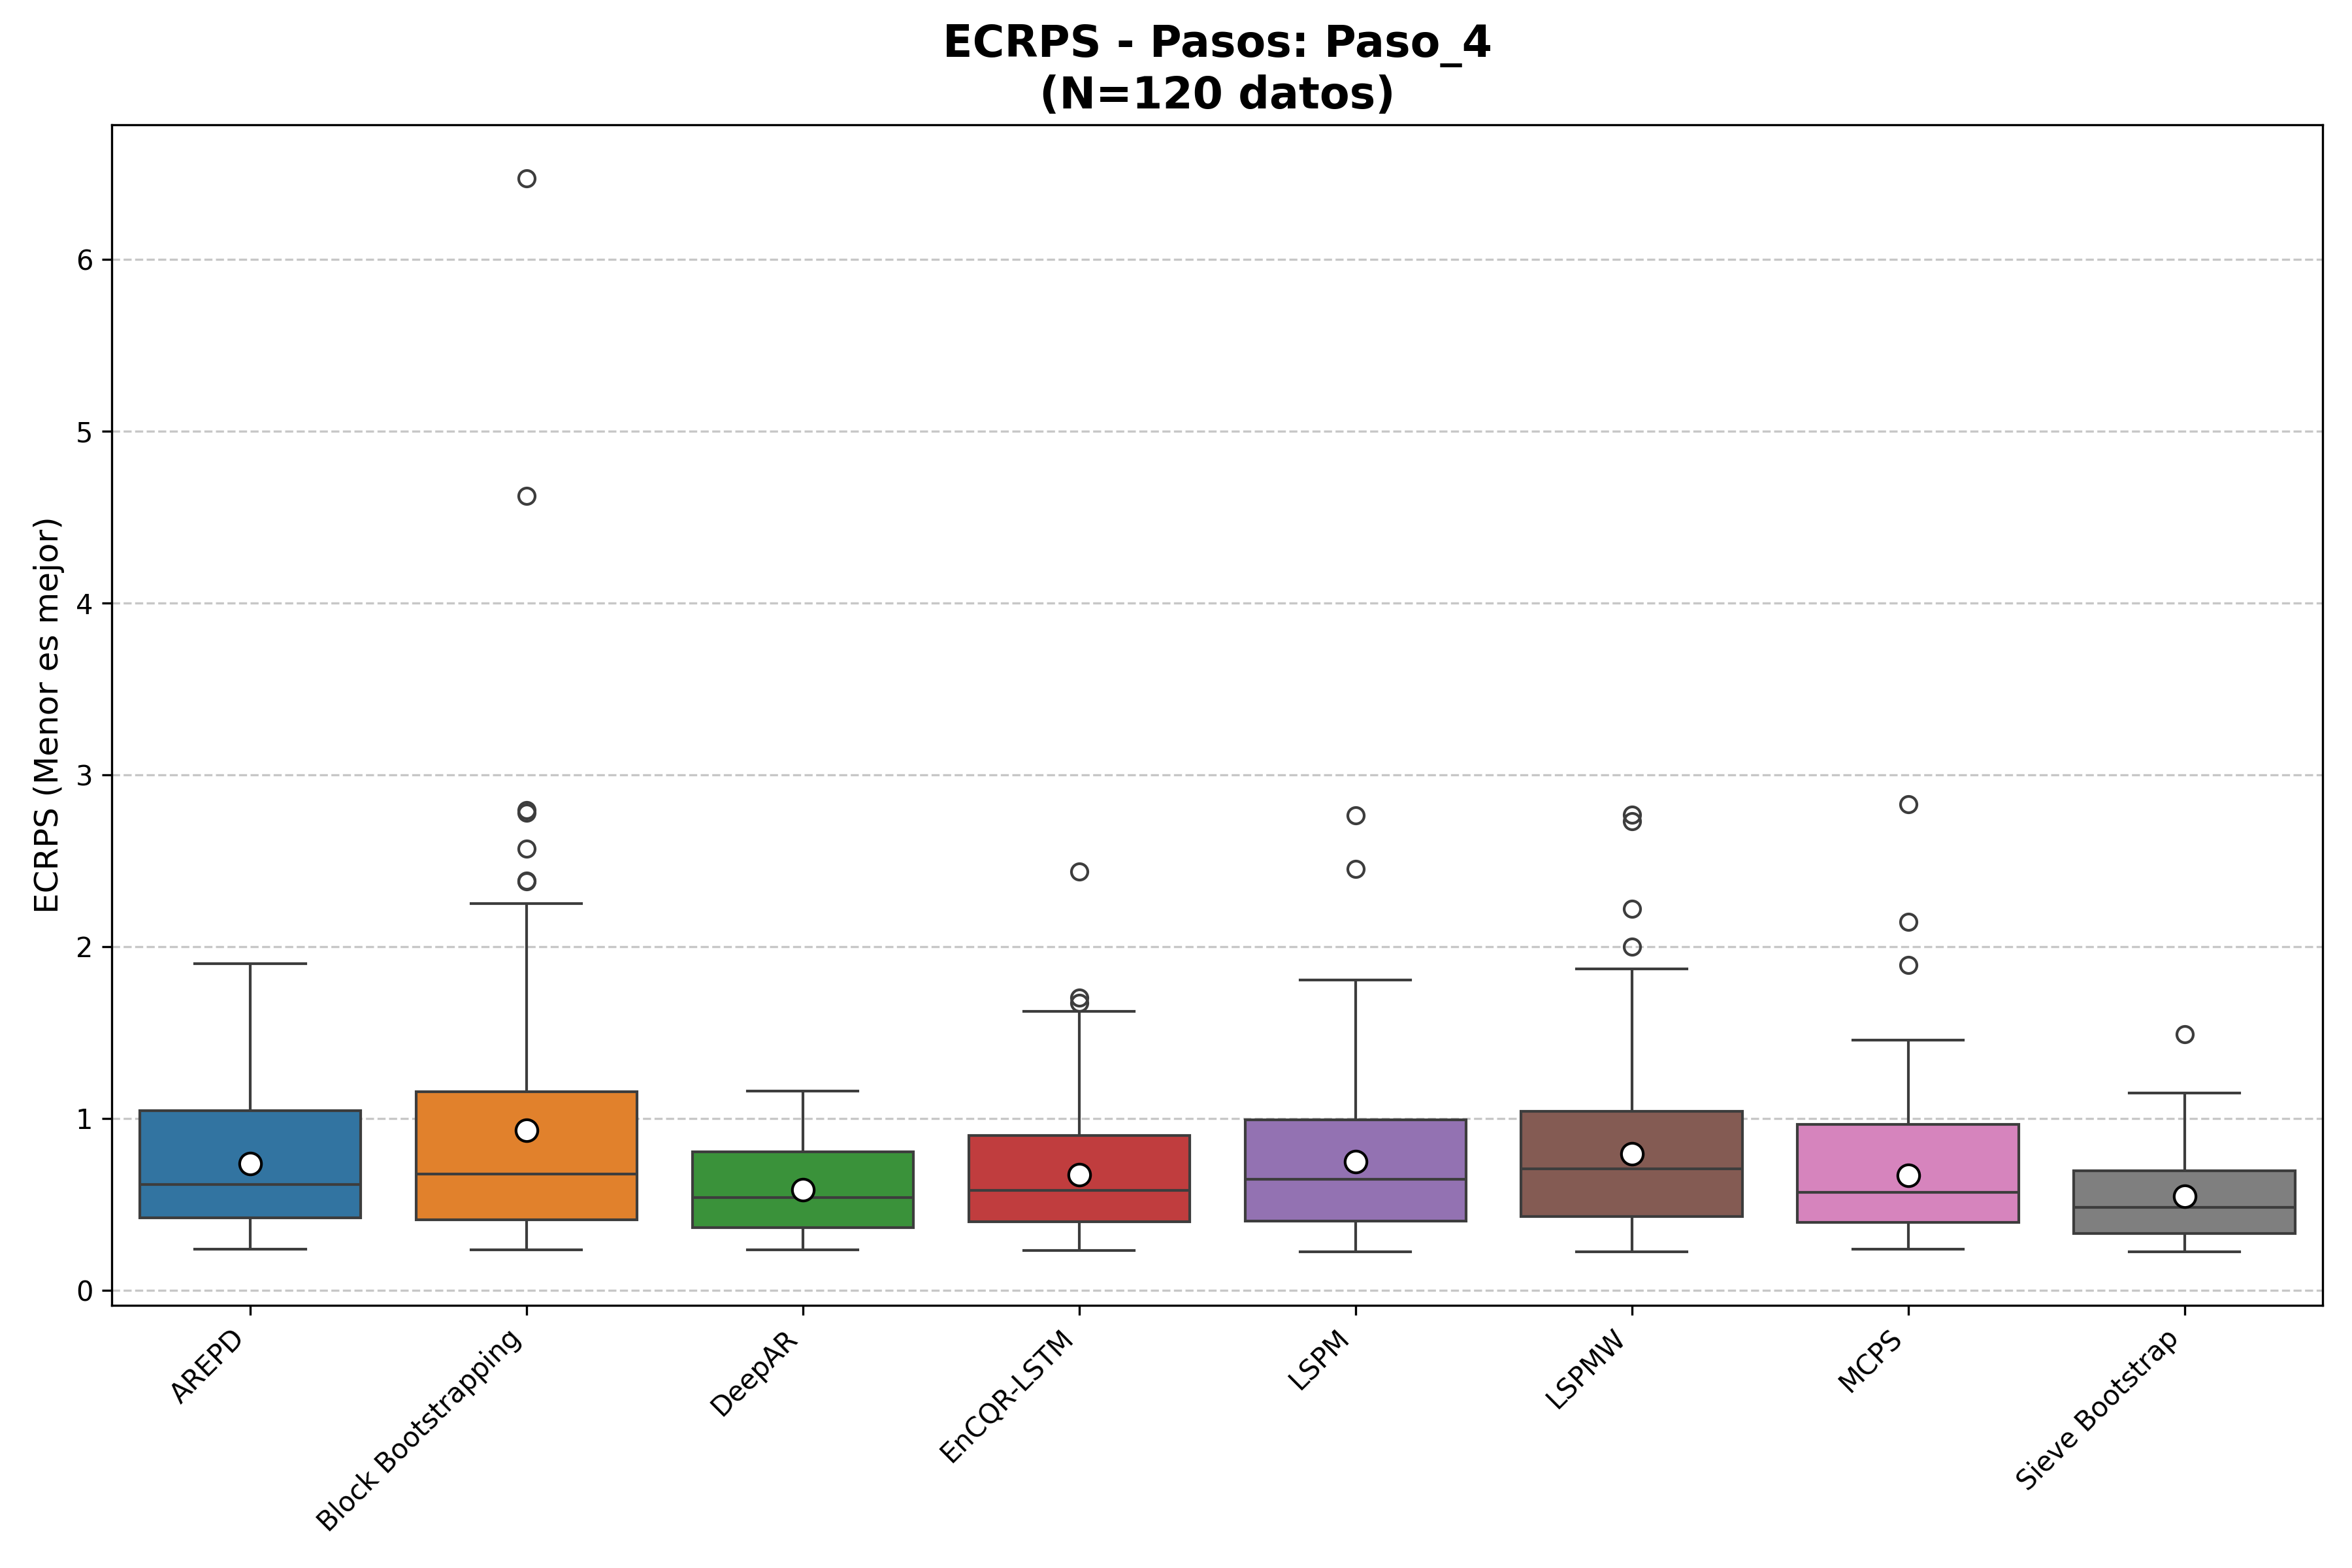 ECRPS - Pasos: Paso_4
(N=120 datos)
ECRPS (Menor es mejor)
6
5
4
3
2
1
0
AREPD
Block Bootstrapping
DeepAR
EnCQR-LSTM
LSPM
LSPMW
MCPS
Sieve Bootstrap